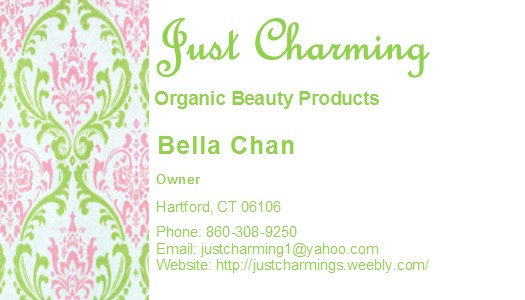 Just Charming
Organic Beauty Products
Bella Chan
Owner
Hartford, CT 06106
Phone: 860-308-9250
Email: justcharming1@yahoo.com
Website: http://justcharmings.weebly.com/